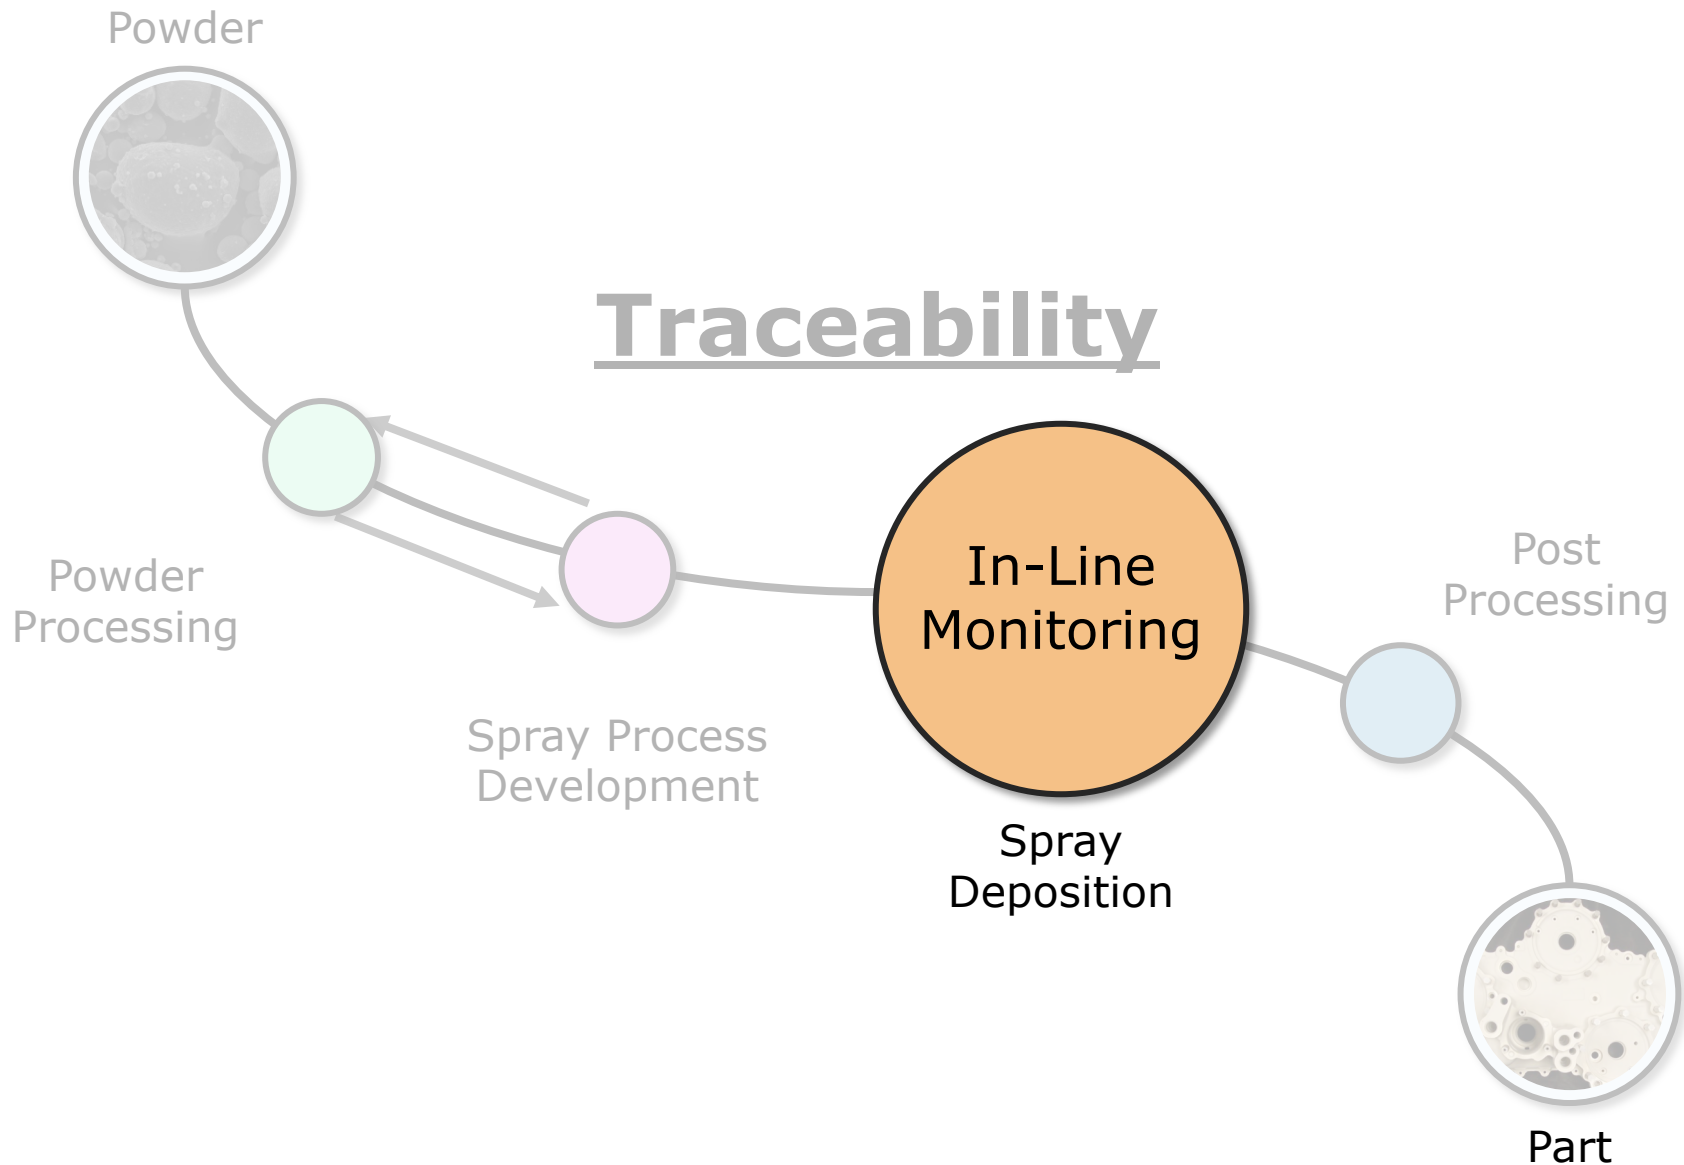 Powder
Traceability
Powder
Processing
Spray Process
Development
In-Line
Monitoring
Spray
Deposition
Post
Processing
Part